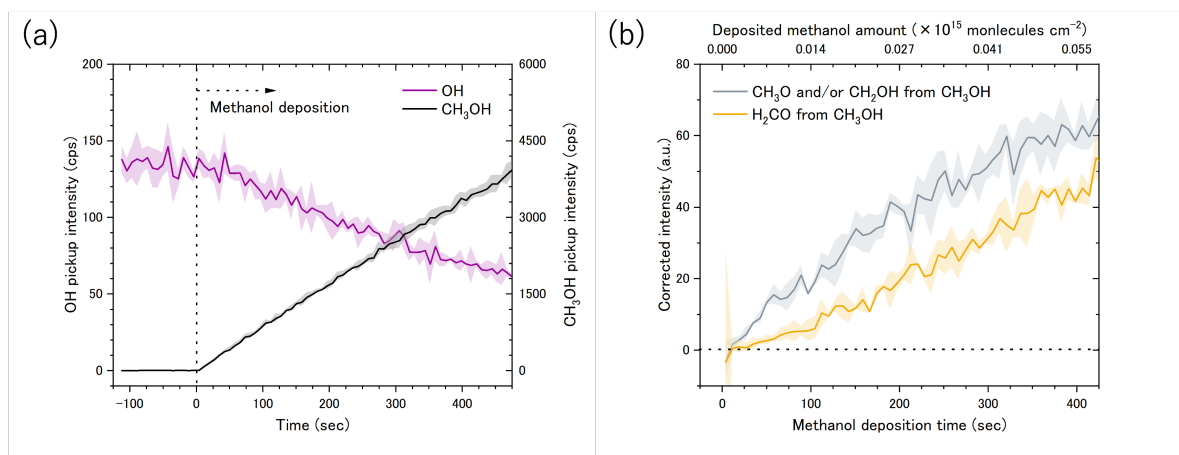 (a)
200
150
100
50
0
OH pickup intensity (cps)
Methanol deposition
OH
CH₃OH
6000
4500
3000
1500
0
CH₃OH pickup intensity (cps)
-100 0 100 200 300 400
Time (sec)
(b)
Deposited methanol amount (×10¹⁵ monlecules cm⁻²)
0.000 0.014 0.027 0.041 0.055
80
60
40
20
0
Corrected intensity (a.u.)
CH₃O and/or CH₂OH from CH₃OH
H₂CO from CH₃OH
0 100 200 300 400
Methanol deposition time (sec)